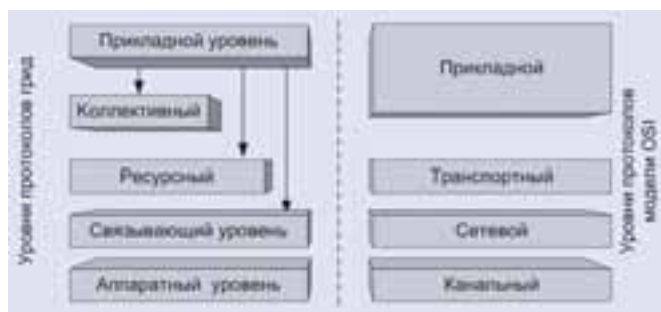 Уровни протоколов грид
Прикладной уровень
Коллективный
Ресурсный
Связывающий уровень
Аппаратный уровень
Прикладной
Транспортный
Сетевой
Канальный
Уровни протоколов
модели OSI